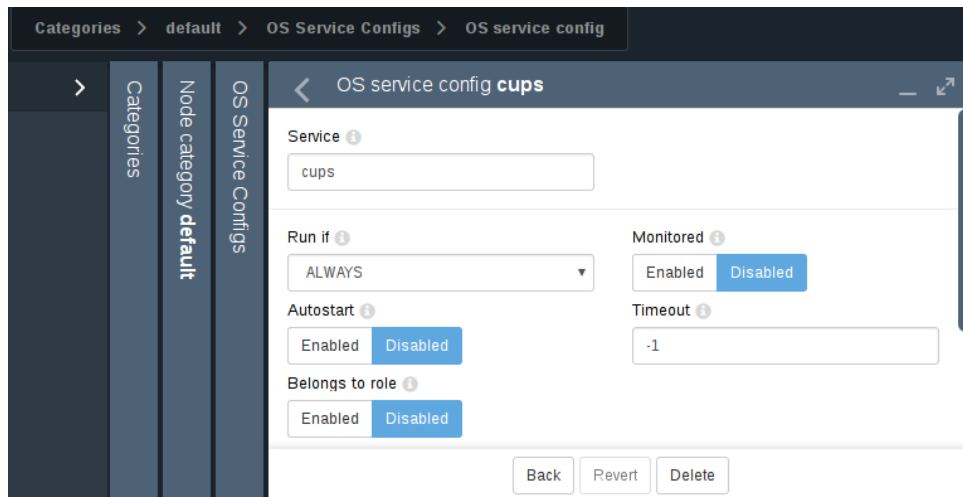 Categories > default > OS Service Configs > OS service config
Categories
Node category default
OS Service Configs
OS service config cups
Service
cups
Run if
ALWAYS
Monitored
Enabled Disabled
Autostart
Enabled Disabled
Timeout
-1
Belongs to role
Enabled Disabled
Back Revert Delete